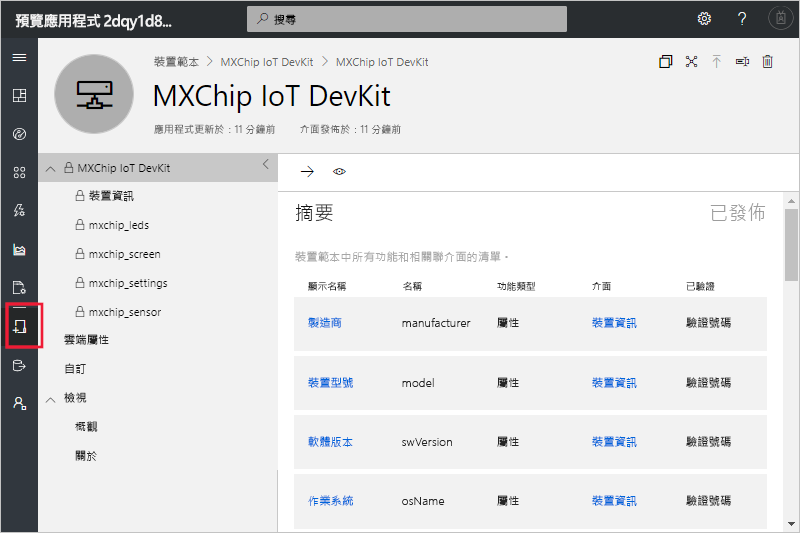 預覽應用程式 2dqy1d8...
搜尋
裝置範本 > MXChip IoT DevKit > MXChip IoT DevKit
MXChip IoT DevKit
應用程式更新於：11 分鐘前 介面發佈於：11 分鐘前
MXChip IoT DevKit
裝置資訊
mxchip_leds
mxchip_screen
mxchip_settings
mxchip_sensor
雲端屬性
自訂
檢視
概觀
關於
摘要 已發佈
裝置範本中所有功能和相關聯介面的清單。
顯示名稱 名稱 功能類型 介面 已驗證
製造商 manufacturer 屬性 裝置資訊 驗證號碼
裝置型號 model 屬性 裝置資訊 驗證號碼
軟體版本 swVersion 屬性 裝置資訊 驗證號碼
作業系統 osName 屬性 裝置資訊 驗證號碼